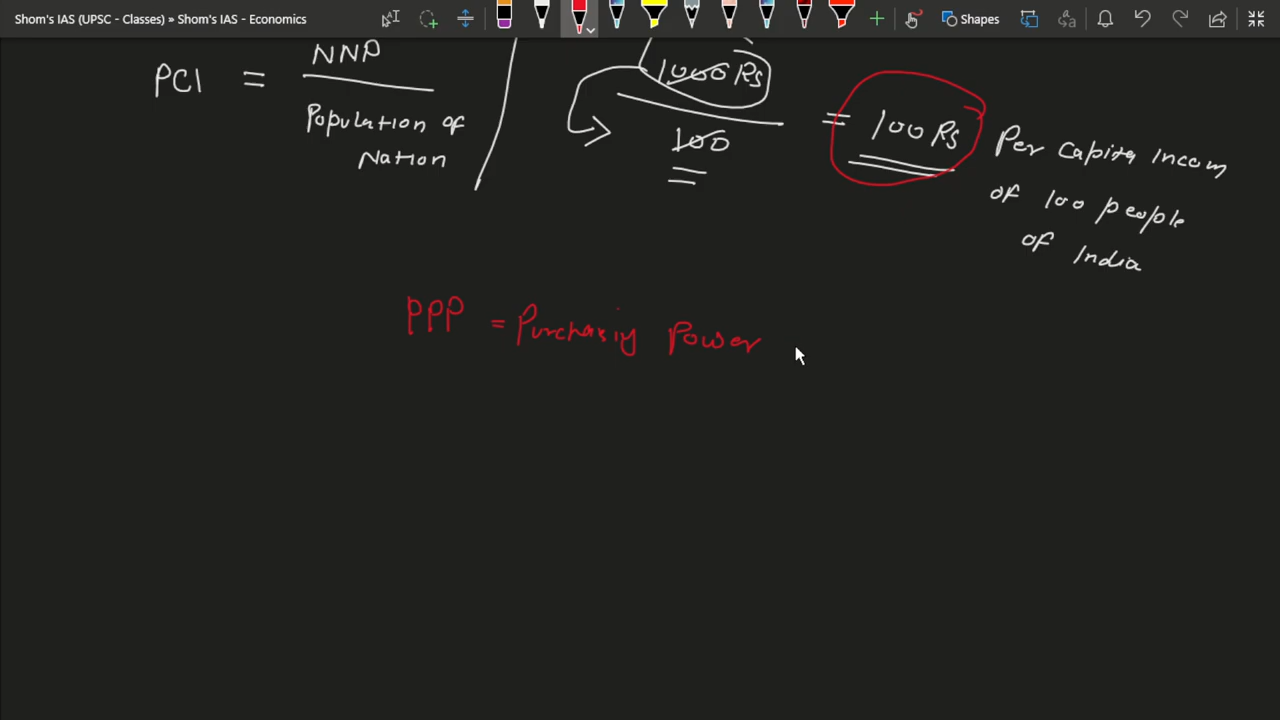 Shom's IAS (UPSC - Classes) » Shom's IAS - Economics
Shapes
PCI = NNP
Population of
Nation
1000 Rs
100
= 100 Rs
Per Capita Incom
of 100 people
of India
PPP = Purchasing Power